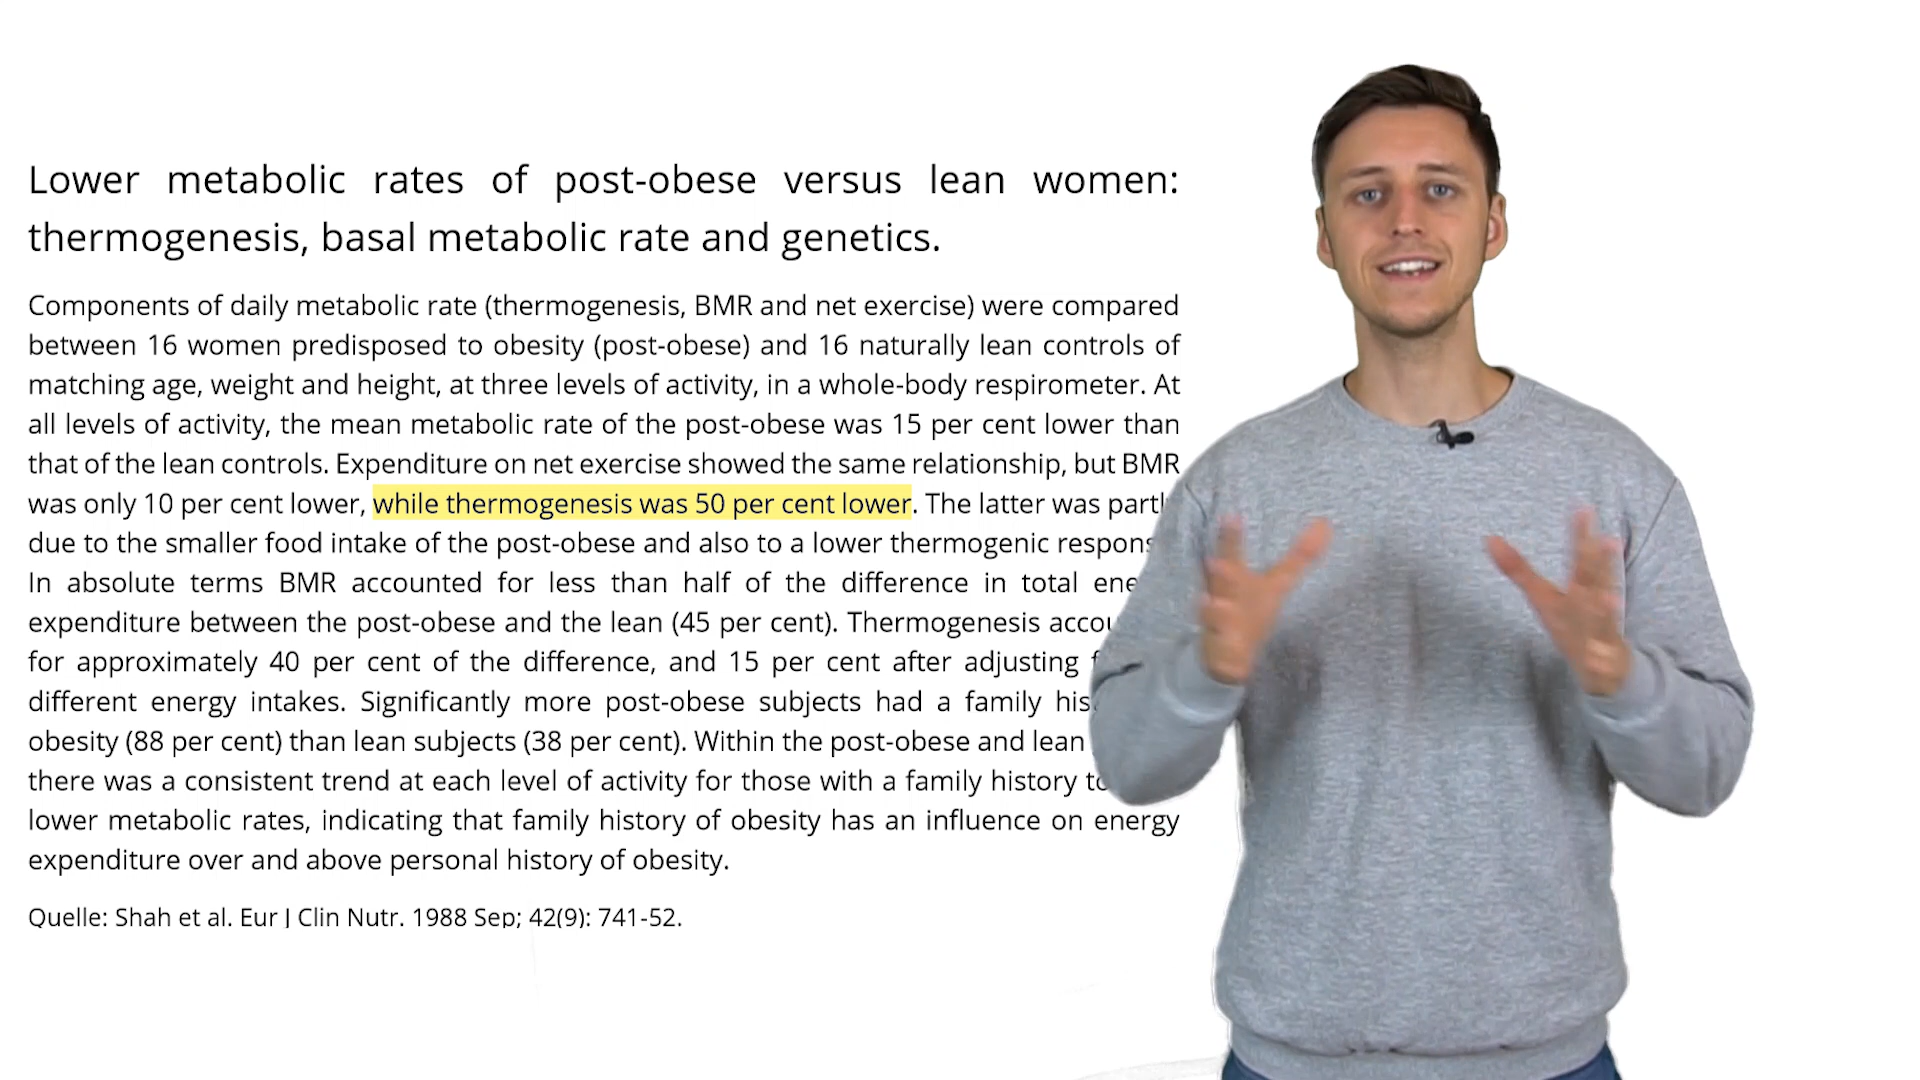 Lower metabolic rates of post-obese versus lean women:
thermogenesis, basal metabolic rate and genetics.
Components of daily metabolic rate (thermogenesis, BMR and net exercise) were compared
between 16 women predisposed to obesity (post-obese) and 16 naturally lean controls of
matching age, weight and height, at three levels of activity, in a whole-body respirometer. At
all levels of activity, the mean metabolic rate of the post-obese was 15 per cent lower than
that of the lean controls. Expenditure on net exercise showed the same relationship, but BMR
was only 10 per cent lower, while thermogenesis was 50 per cent lower. The latter was
due to the smaller food intake of the post-obese and also to a lower thermogenic
In absolute terms BMR accounted for less than half of the difference in total
expenditure between the post-obese and the lean (45 per cent). Thermogenesis
for approximately 40 per cent of the difference, and 15 per cent after adjusting
different energy intakes. Significantly more post-obese subjects had a family
obesity (88 per cent) than lean subjects (38 per cent). Within the post-obese and lean
there was a consistent trend at each level of activity for those with a family history
lower metabolic rates, indicating that family history of obesity has an influence on energy
expenditure over and above personal history of obesity.
Quelle: Shah et al. Eur J Clin Nutr. 1988 Sep; 42(9): 741-52.